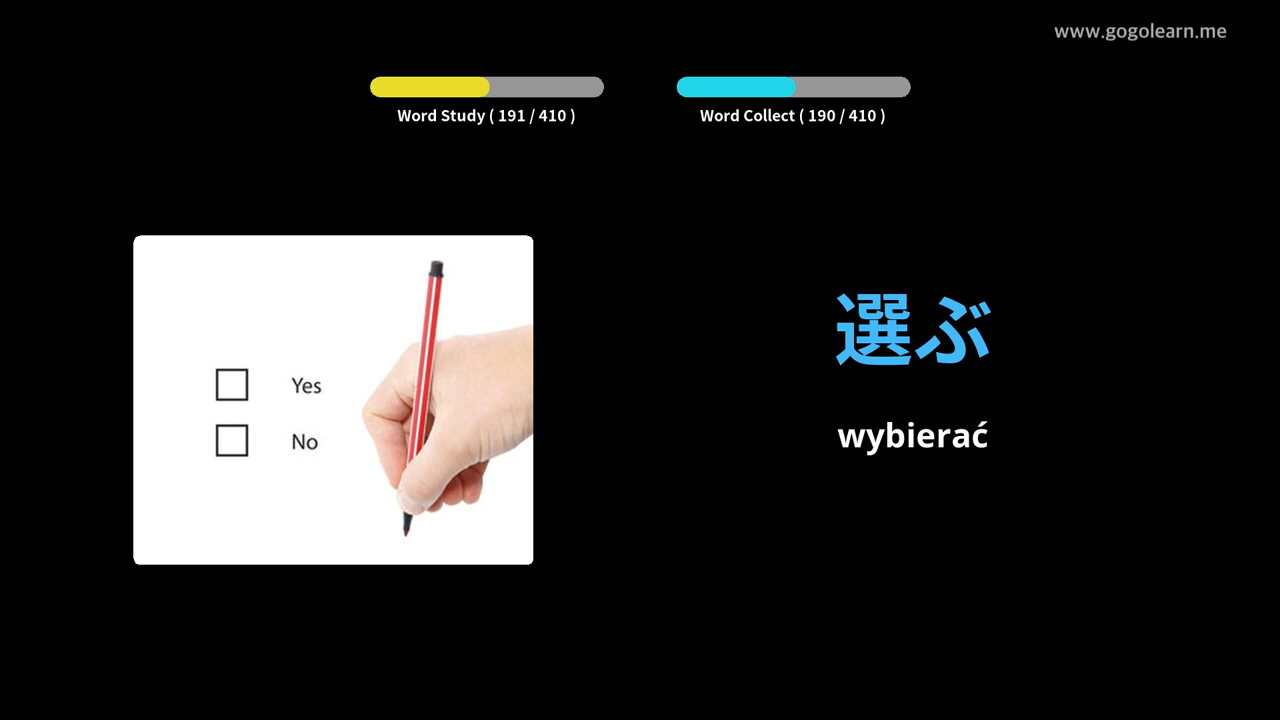 www.gogolearn.me
Word Study ( 191 / 410 )
Word Collect ( 190 / 410 )
Yes
No
選ぶ
wybierać